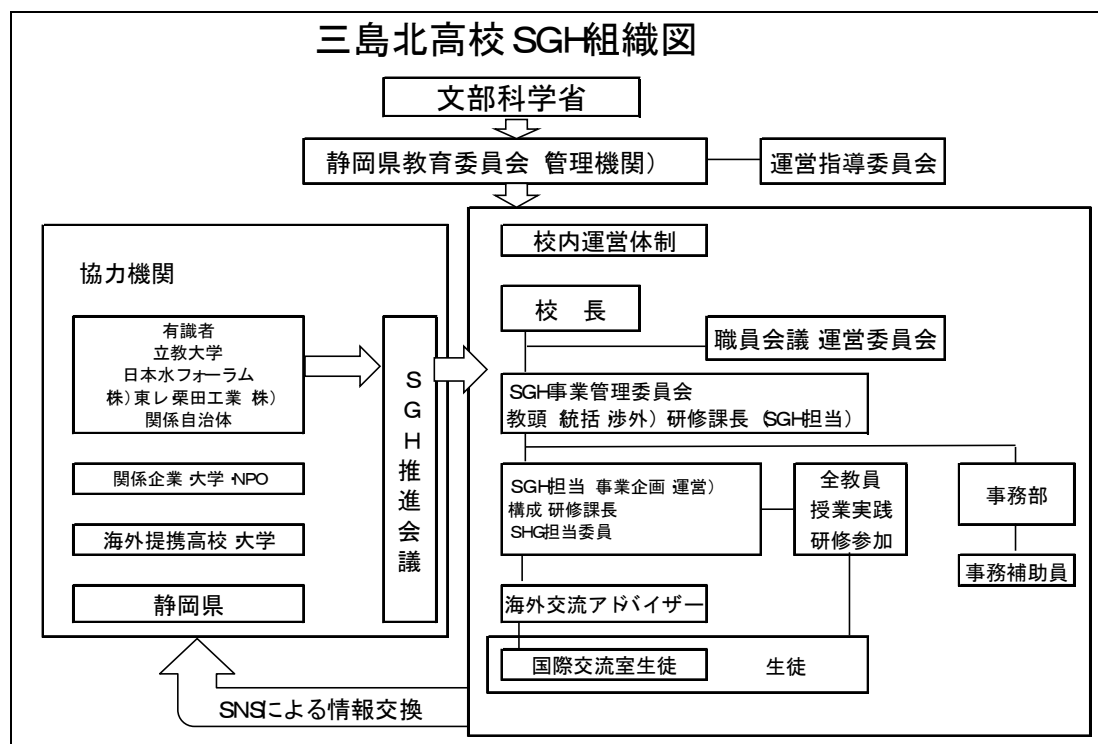 三島北高校 SGH組織図
文部科学省
静岡県教育委員会(管理機関)
運営指導委員会
協力機関
有識者
立教大学
日本水フォーラム
株)東レ・栗田工業(株)
関係自治体
関係企業・大学・NPO
海外提携高校・大学
静岡県
SGH推進会議
校内運営体制
校 長
職員会議・運営委員会
SGH事業管理委員会
教頭(統括・渉外)研修課長(SGH担当)
SGH担当(事業企画・運営)
構成・研修課長
SHG担当委員
全教員
授業実践
研修参加
事務部
事務補助員
海外交流アドバイザー
国際交流室生徒
生徒
SNSによる情報交換